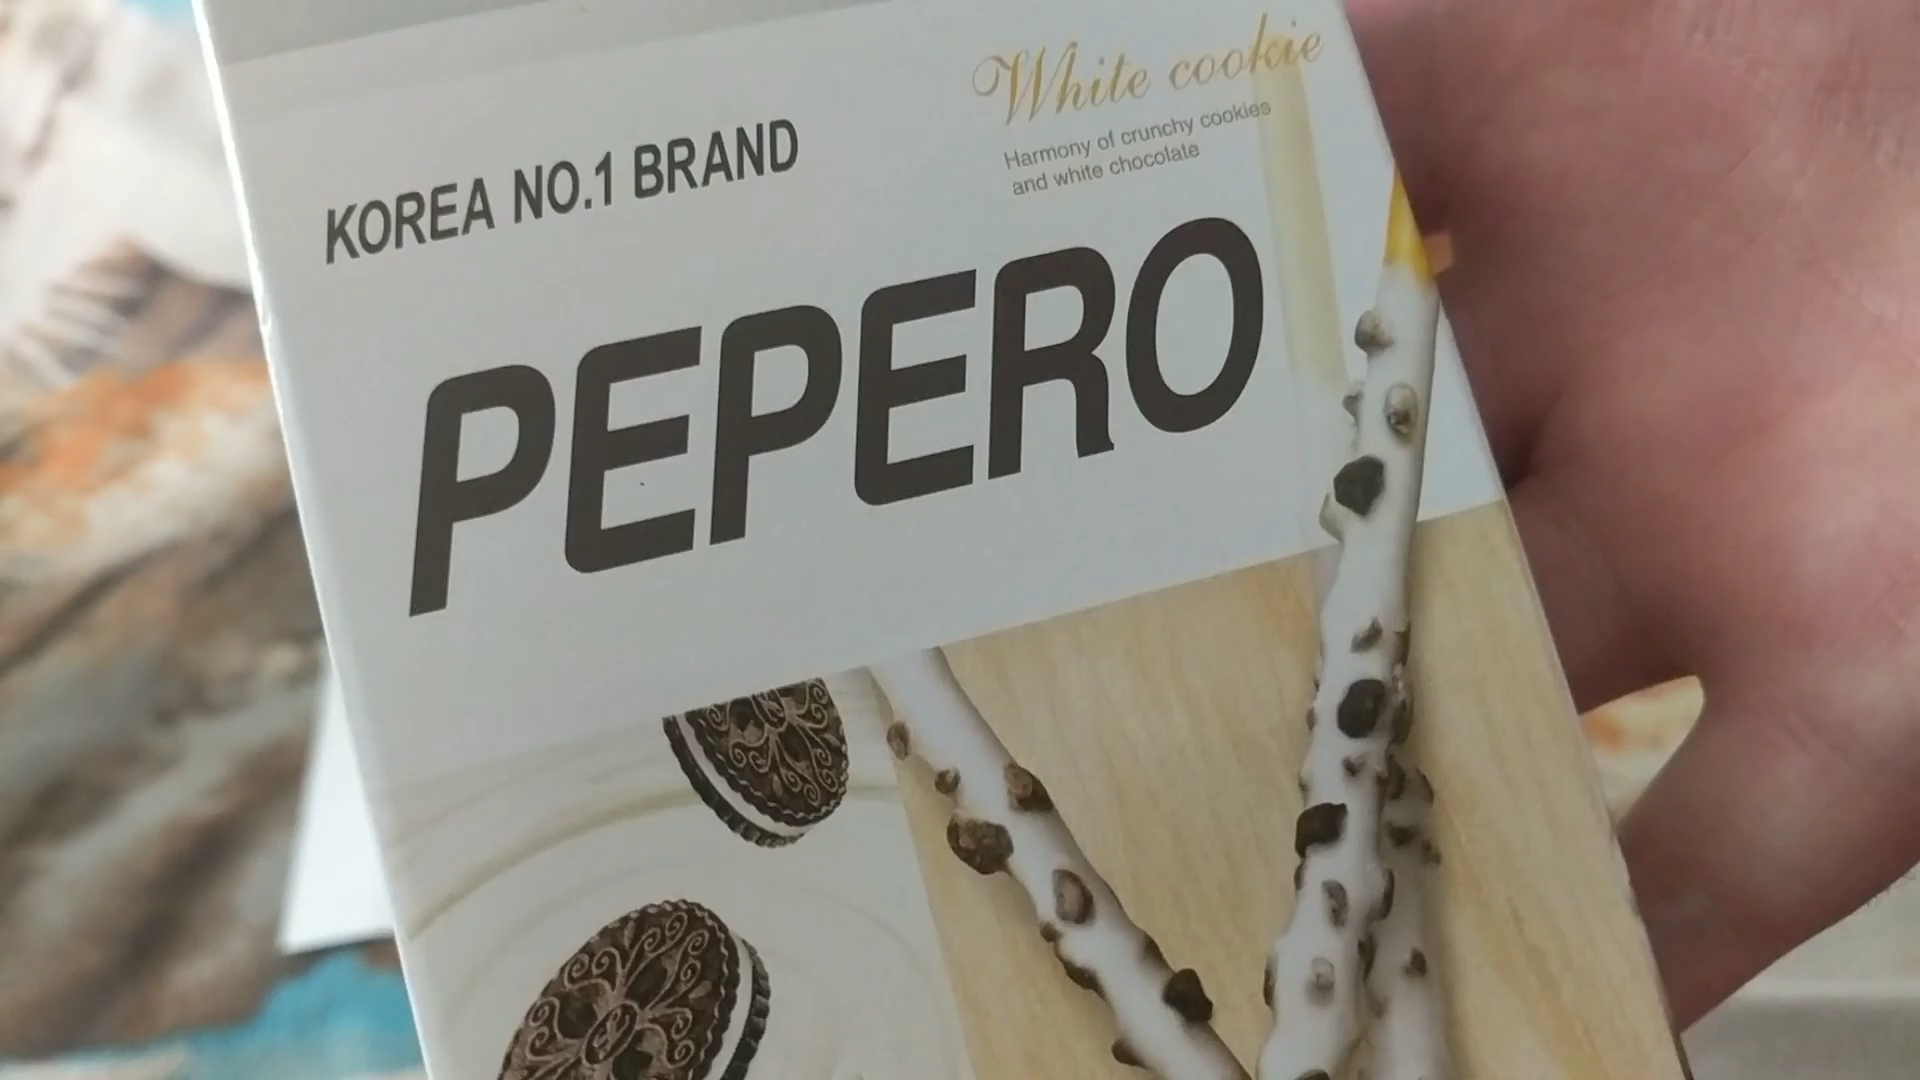 White cookie
Harmony of crunchy cookies
and white chocolate
KOREA NO.1 BRAND
PEPERO